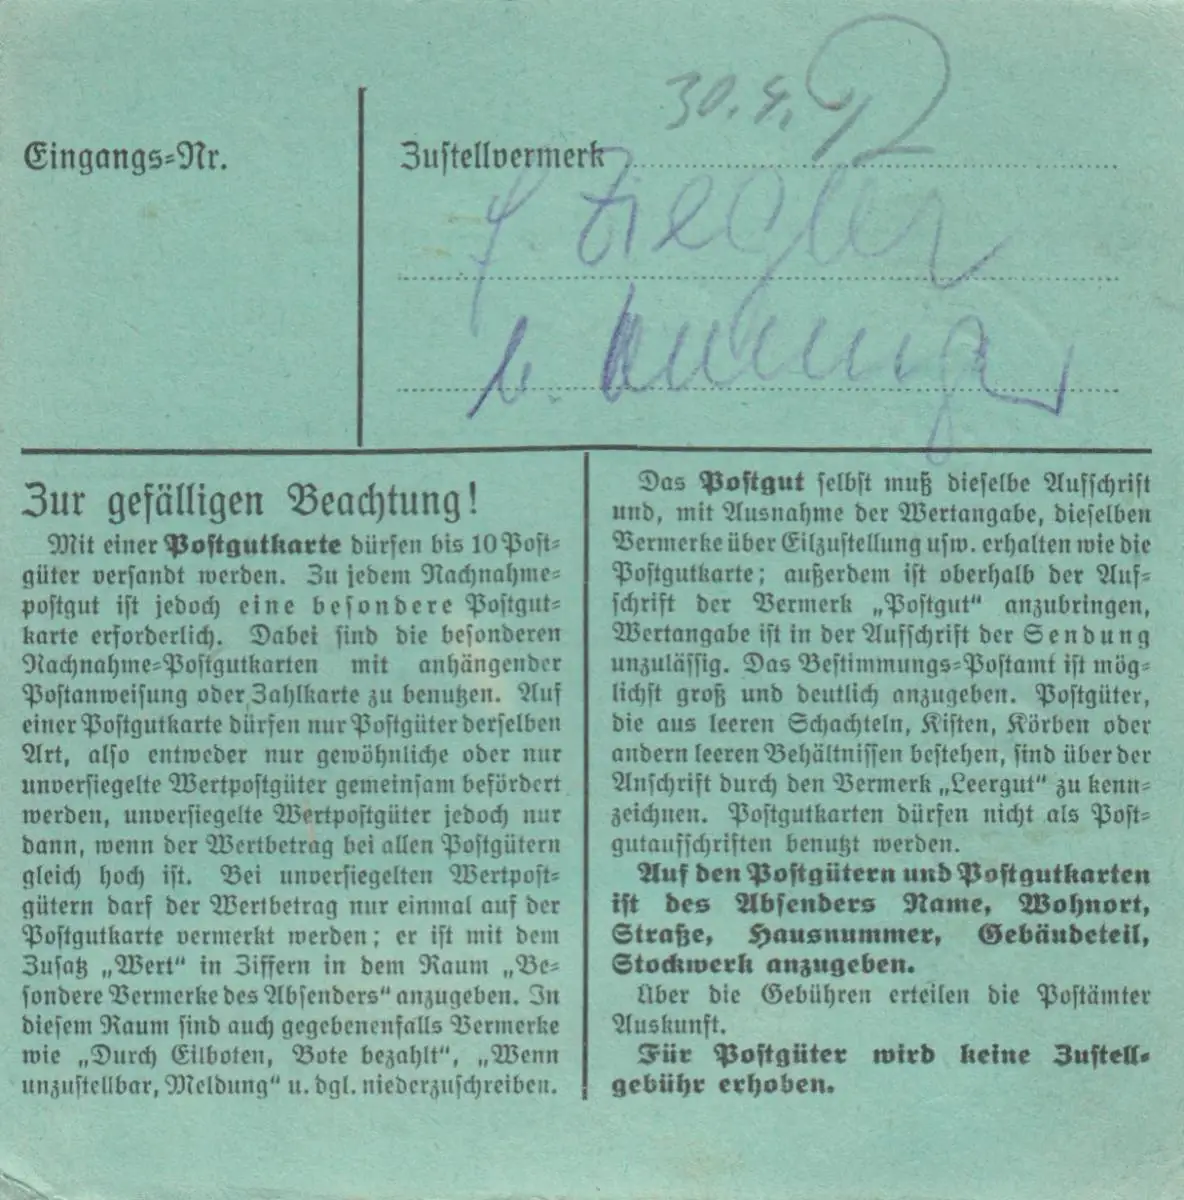 30.9.42
Eingangs-Nr.
Zustellvermerk
f Ziegler
Zur gefälligen Beachtung!
Mit einer Postgutkarte dürfen bis 10 Post-
güter versandt werden. Zu jedem Nachnahme-
postgut ist jedoch eine besondere Postgut-
karte erforderlich. Dabei sind die besonderen
Nachnahme-Postgutkarten mit anhängender
Postanweisung oder Zahlkarte zu benutzen. Auf
einer Postgutkarte dürfen nur Postgüter derselben
Art, also entweder nur gewöhnliche oder nur
unversiegelte Wertpostgüter gemeinsam befördert
werden, unversiegelte Wertpostgüter jedoch nur
dann, wenn der Wertbetrag bei allen Postgütern
gleich hoch ist. Bei unversiegelten Wertpost-
gütern darf der Wertbetrag nur einmal auf der
Postgutkarte vermerkt werden; er ist mit dem
Zusatz „Wert“ in Ziffern in dem Raum „Be-
sondere Vermerke des Absenders“ anzugeben. In
diesem Raum sind auch gegebenenfalls Vermerke
wie „Durch Eilboten, Bote bezahlt“, „Wenn
unzustellbar, Meldung“ u. dgl. niederzuschreiben.
Das Postgut selbst muß dieselbe Aufschrift
und, mit Ausnahme der Wertangabe, dieselben
Vermerke über Eilzustellung usw. erhalten wie die
Postgutkarte; außerdem ist oberhalb der Auf-
schrift der Vermerk „Postgut“ anzubringen,
Wertangabe ist in der Aufschrift der Sendung
unzulässig. Das Bestimmungs-Postamt ist mög-
lichst groß und deutlich anzugeben. Postgüter,
die aus leeren Schachteln, Kisten, Körben oder
andern leeren Behältnissen bestehen, sind über der
Anschrift durch den Vermerk „Leergut“ zu kenn-
zeichnen. Postgutkarten dürfen nicht als Post-
gutaufschriften benutzt werden.
Auf den Postgütern und Postgutkarten
ist des Absenders Name, Wohnort,
Straße, Hausnummer, Gebäudeteil,
Stockwerk anzugeben.
Über die Gebühren erteilen die Postämter
Auskunft.
Für Postgüter wird keine Zustell-
gebühr erhoben.